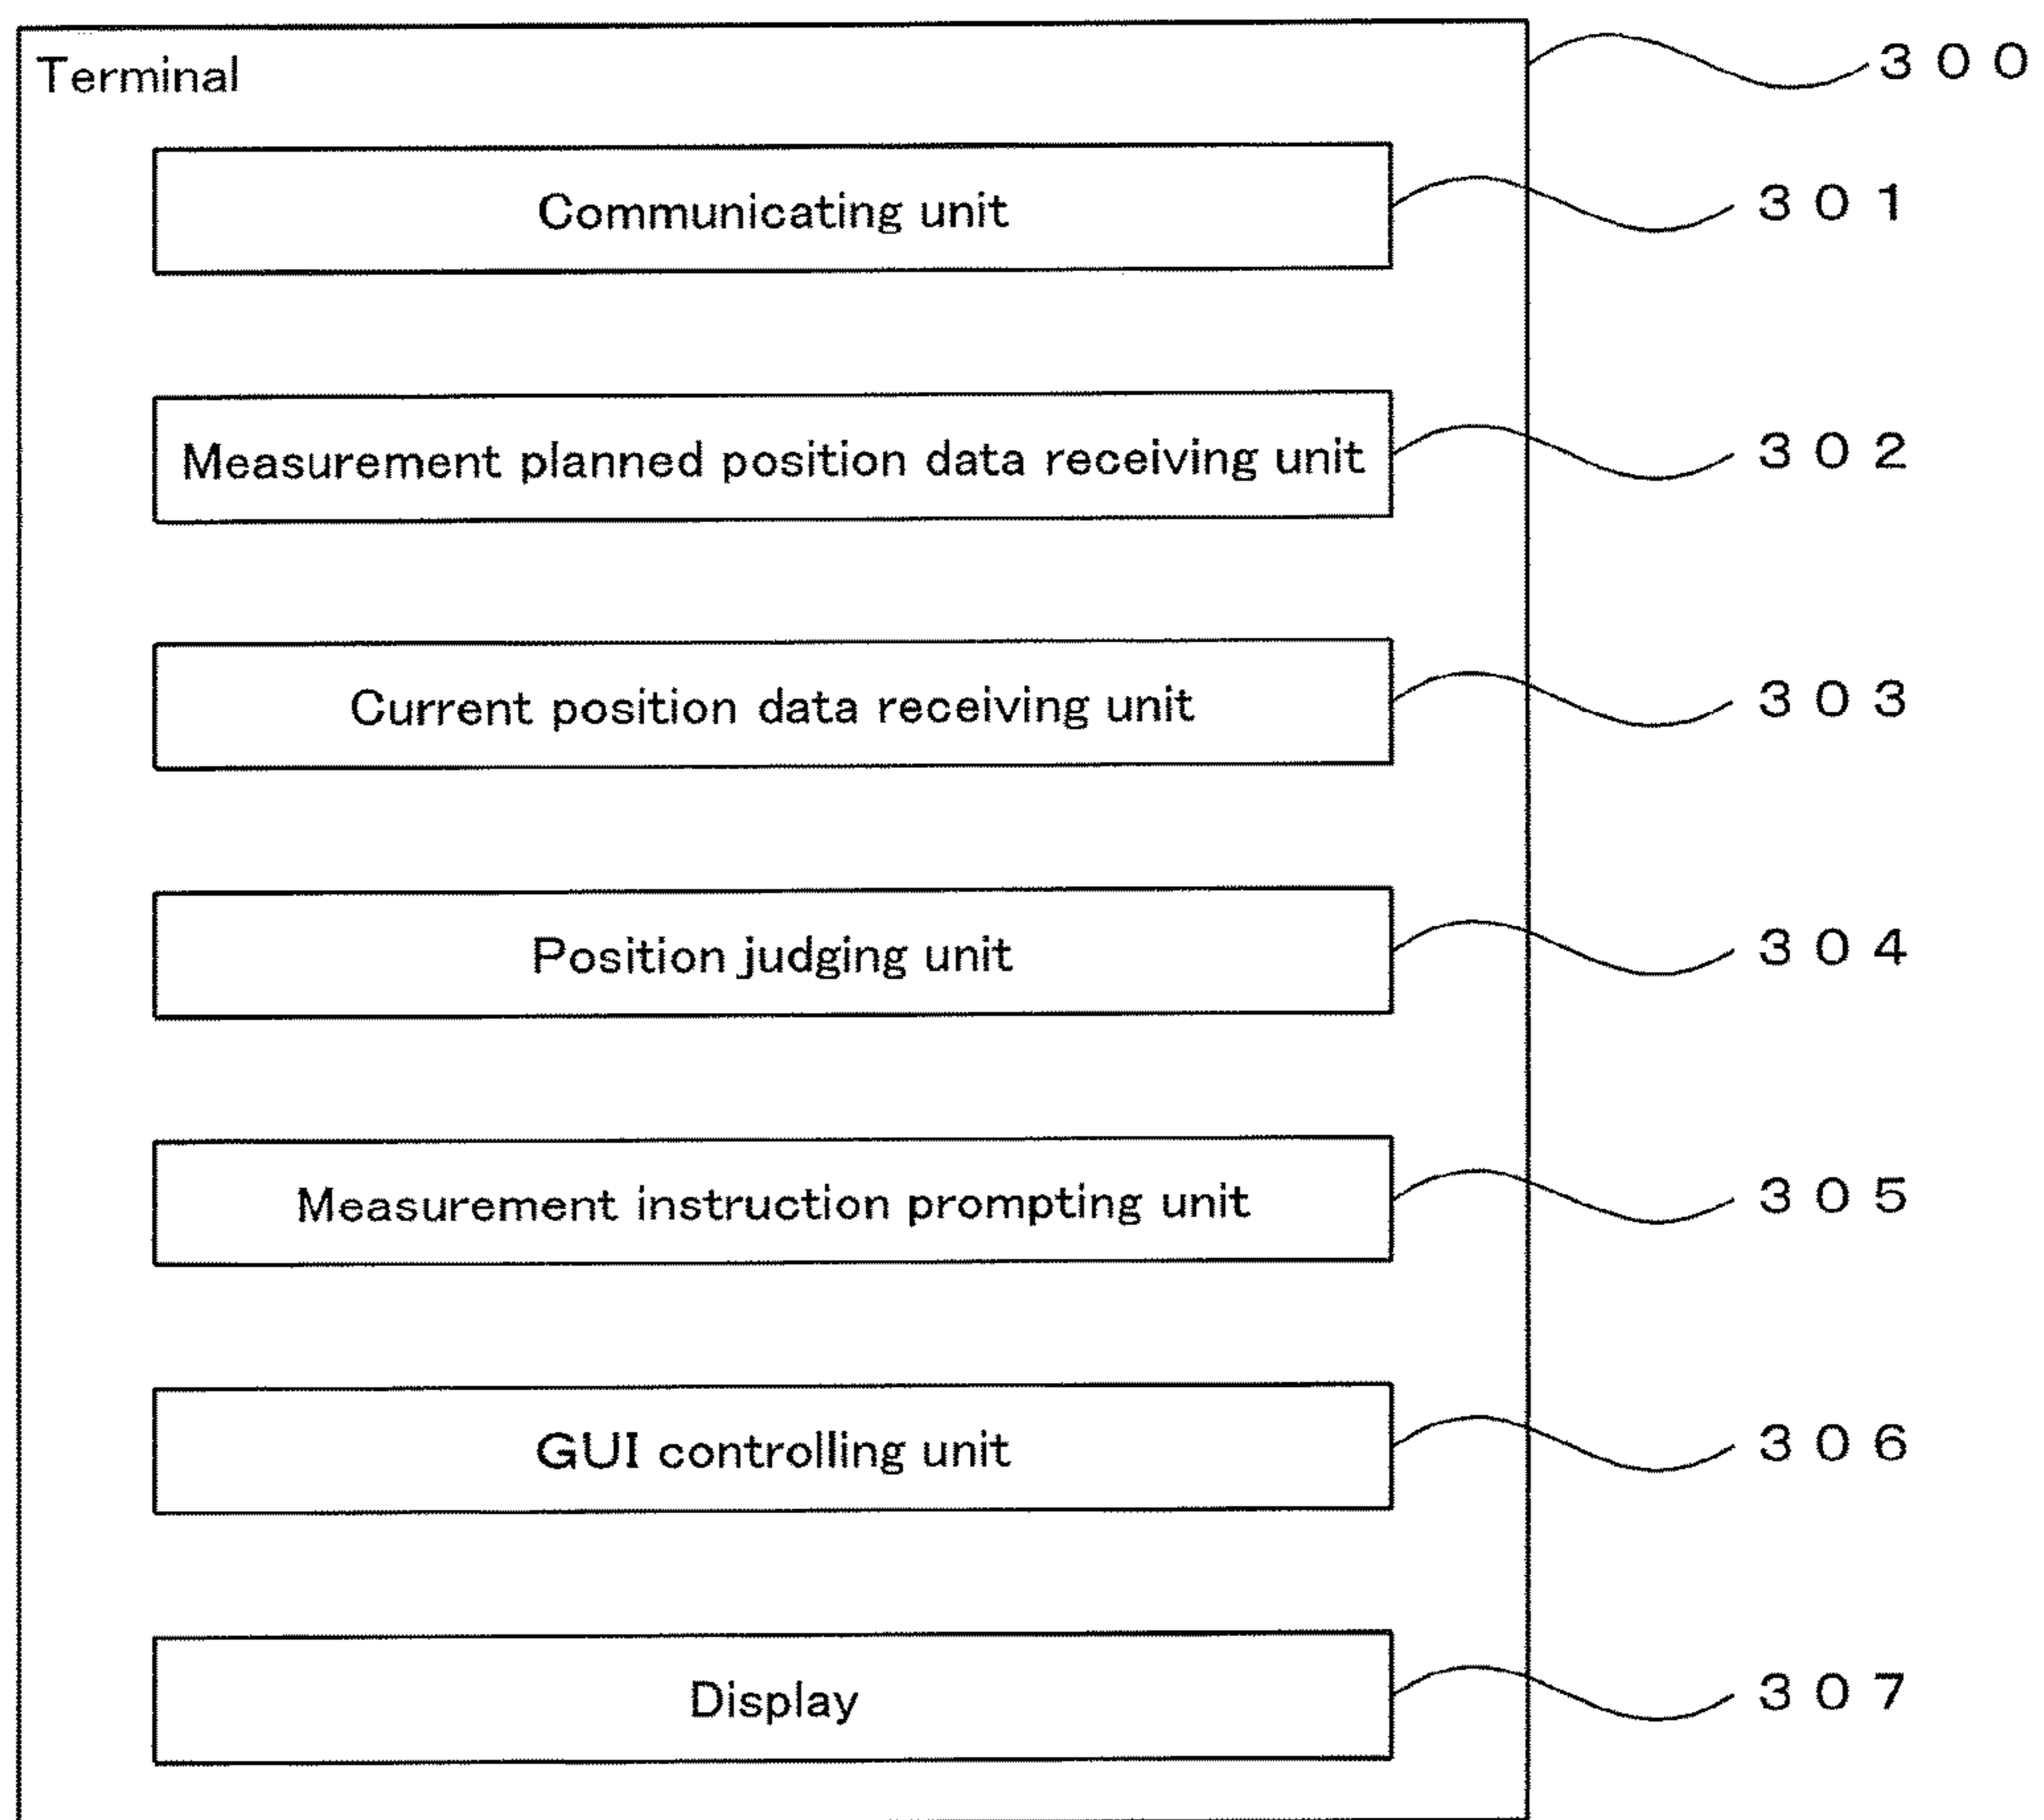 Terminal
300
Communicating unit
301
Measurement planned position data receiving unit
302
Current position data receiving unit
303
Position judging unit
304
Measurement instruction prompting unit
305
GUI controlling unit
306
Display
307